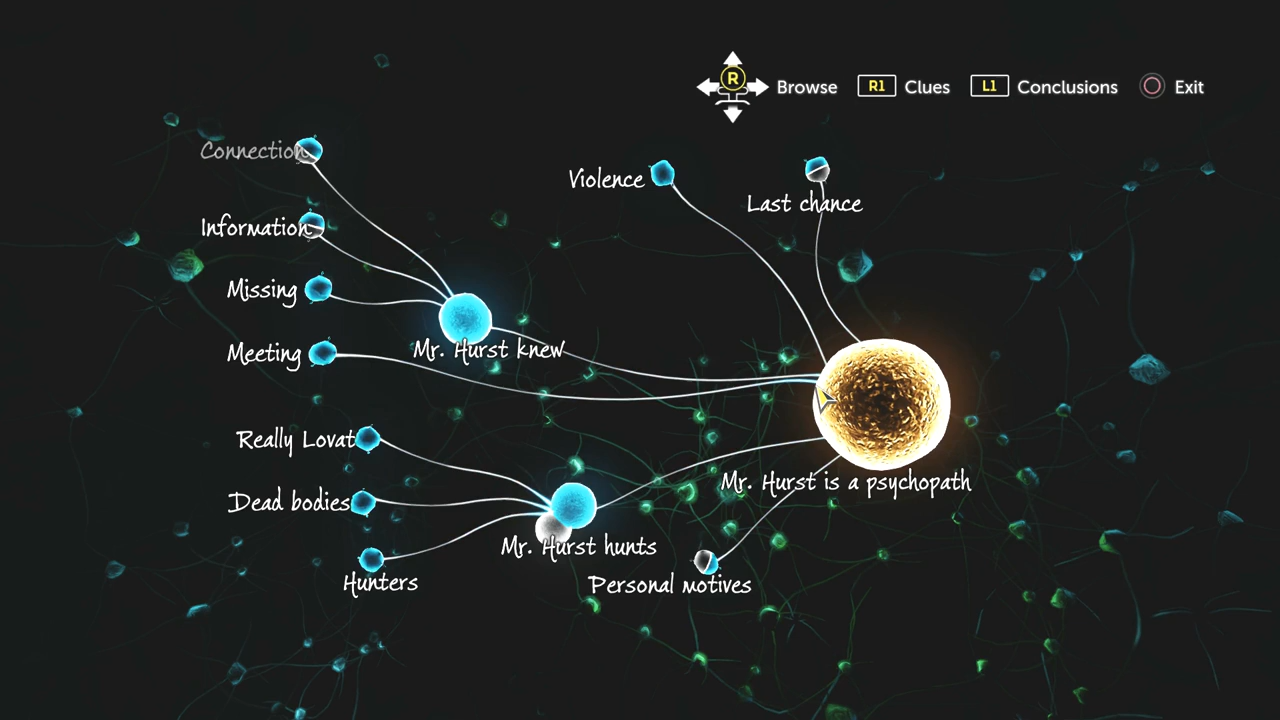 R Browse R1 Clues L1 Conclusions Exit
Connection
Violence
Last chance
Information
Missing
Mr. Hurst knew
Meeting
Really Lovat
Mr. Hurst is a psychopath
Dead bodies
Mr. Hurst hunts
Hunters
Personal motives